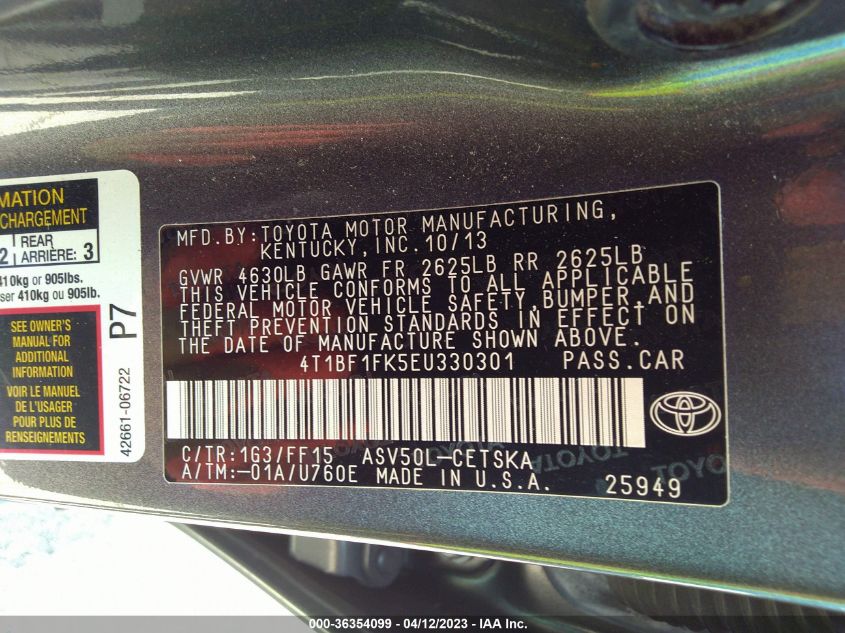 MATION
CHARGEMENT
2 REAR ARRIÈRE: 3
410kg or 905lbs.
ser 410kg ou 905lb.
SEE OWNER'S
MANUAL FOR
ADDITIONAL
INFORMATION
VOIR LE MANUEL
DE L'USAGER
POUR PLUS DE
RENSEIGNEMENTS
P7
42661-06722
MFD. BY: TOYOTA MOTOR MANUFACTURING,
KENTUCKY, INC. 10/13
GVWR 4630LB GAWR FR 2625LB RR 2625LB
THIS VEHICLE CONFORMS TO ALL APPLICABLE
FEDERAL MOTOR VEHICLE SAFETY, BUMPER, AND
THEFT PREVENTION STANDARDS IN EFFECT ON
THE DATE OF MANUFACTURE SHOWN ABOVE.
4T1BF1FK5EU330301 PASS.CAR
C/TR: 1G3/FF15 ASV50L-CETSKA
A/TM: -01A/U760E MADE IN U.S.A. 25949
000-36354099 - 04/12/2023 - IAA Inc.